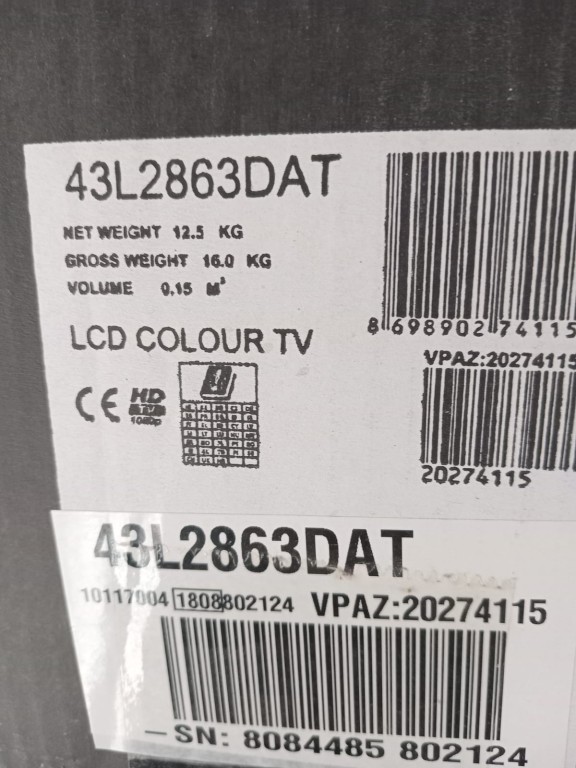 43L2863DAT
NET WEIGHT 12.5 KG
GROSS WEIGHT 16.0 KG
VOLUME 0.15 M³
LCD COLOUR TV
8 698902 74115
VPAZ:20274115
CE HD
1080p
20274115
43L2863DAT
10117004 1808802124 VPAZ:20274115
-SN: 8084485 802124